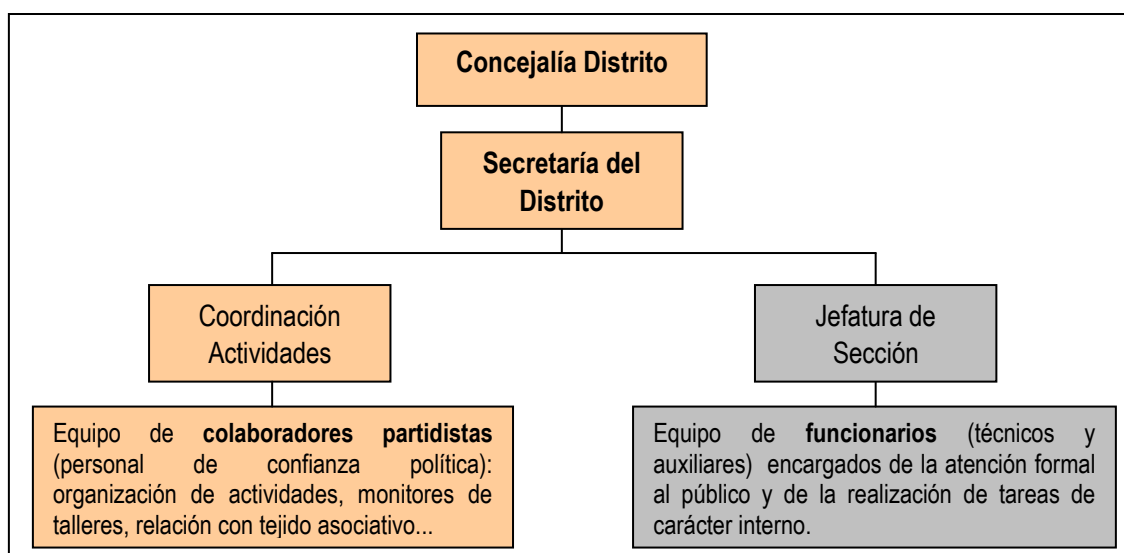 Concejalía Distrito
Secretaría del
Distrito
Coordinación
Actividades
Jefatura de
Sección
Equipo de colaboradores partidistas
(personal de confianza política):
organización de actividades, monitores de
talleres, relación con tejido asociativo...
Equipo de funcionarios (técnicos y
auxiliares) encargados de la atención formal
al público y de la realización de tareas de
carácter interno.